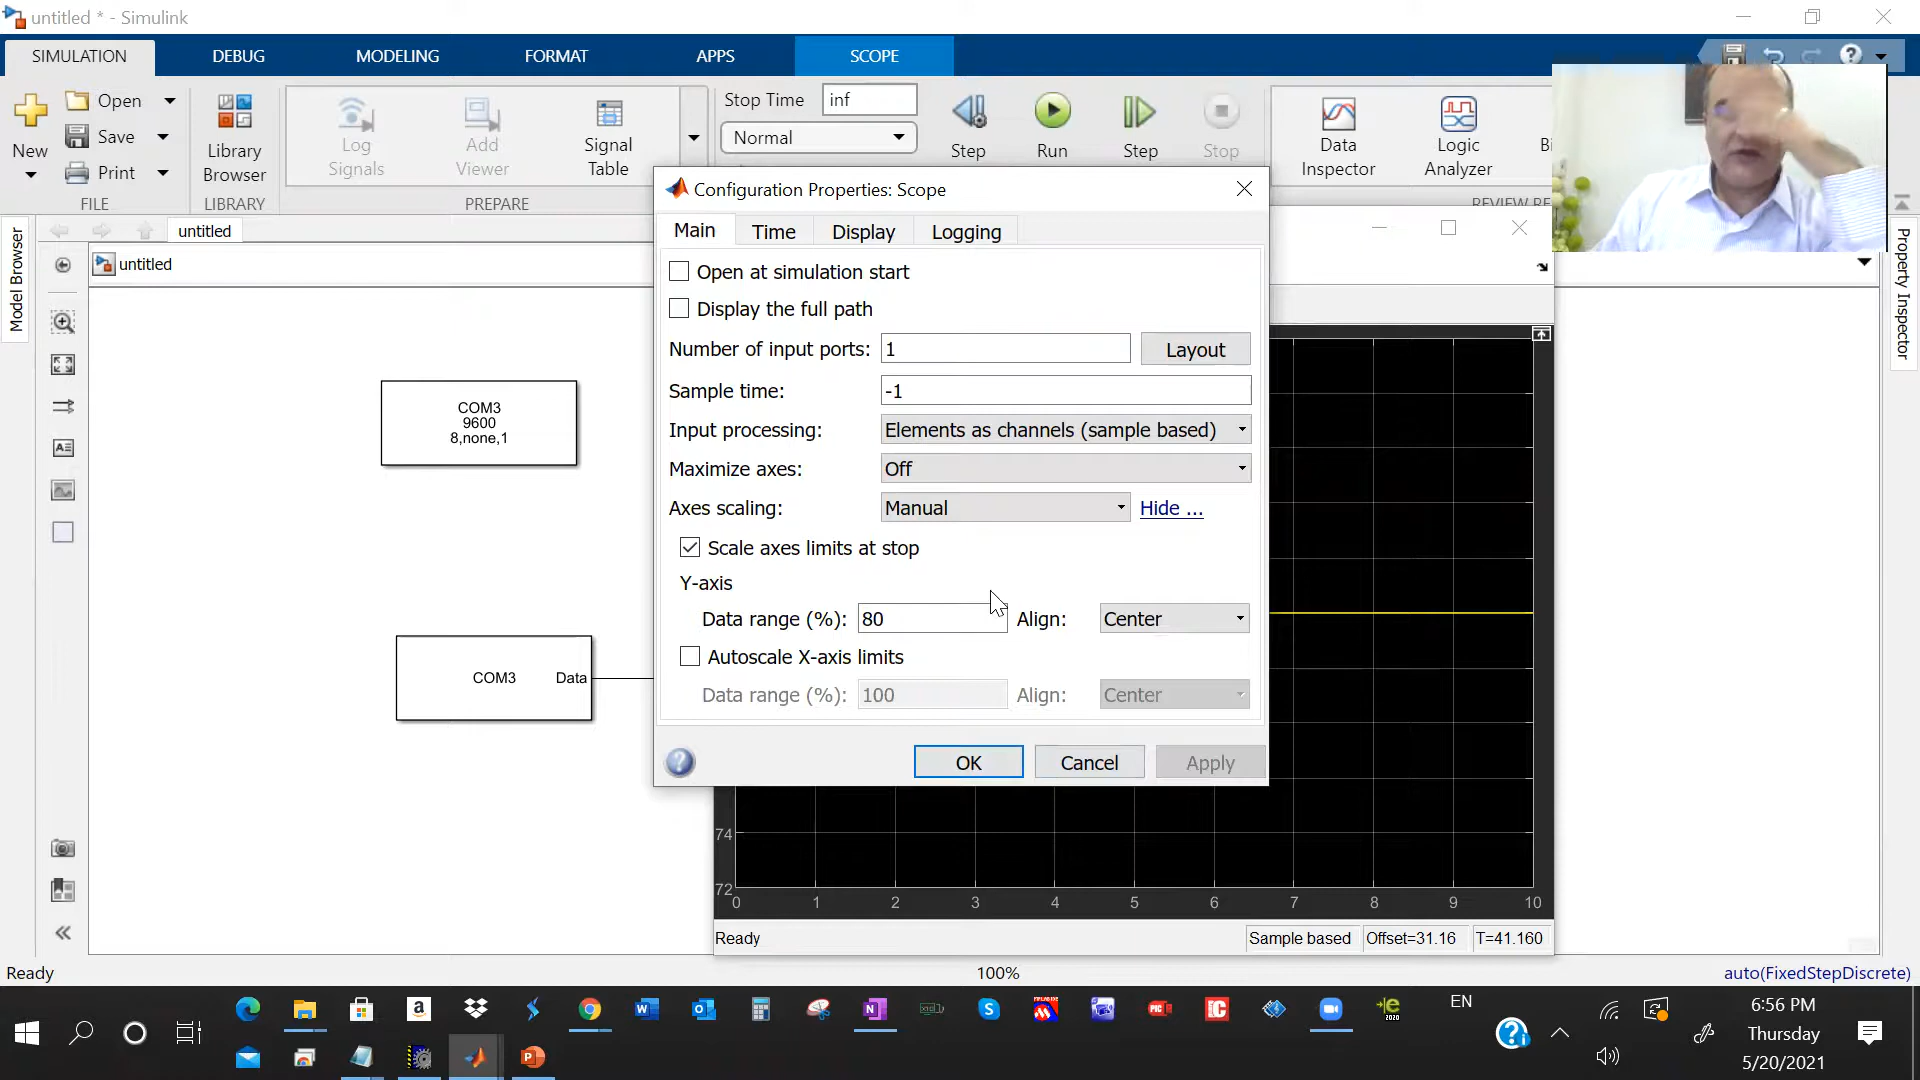 untitled * - Simulink
SIMULATION DEBUG MODELING FORMAT APPS SCOPE
New
Open
Save
Print
FILE
Library Browser
LIBRARY
Log Signals
Add Viewer
Signal Table
PREPARE
Stop Time inf
Normal
Step
Run
Step
Stop
Data Inspector
Logic Analyzer
Bi
REVIEW RE
Model Browser
untitled
untitled
Property Inspector
COM3
9600
8,none,1
COM3 Data
Configuration Properties: Scope
Main Time Display Logging
Open at simulation start
Display the full path
Number of input ports: 1 Layout
Sample time: -1
Input processing: Elements as channels (sample based)
Maximize axes: Off
Axes scaling: Manual Hide ...
Scale axes limits at stop
Y-axis
Data range (%): 80 Align: Center
Autoscale X-axis limits
Data range (%): 100 Align: Center
OK Cancel Apply
74
72
0 1 2 3 4 5 6 7 8 9 10
Ready Sample based Offset=31.16 T=41.160
Ready 100% auto(FixedStepDiscrete)
EN
6:56 PM
Thursday
5/20/2021